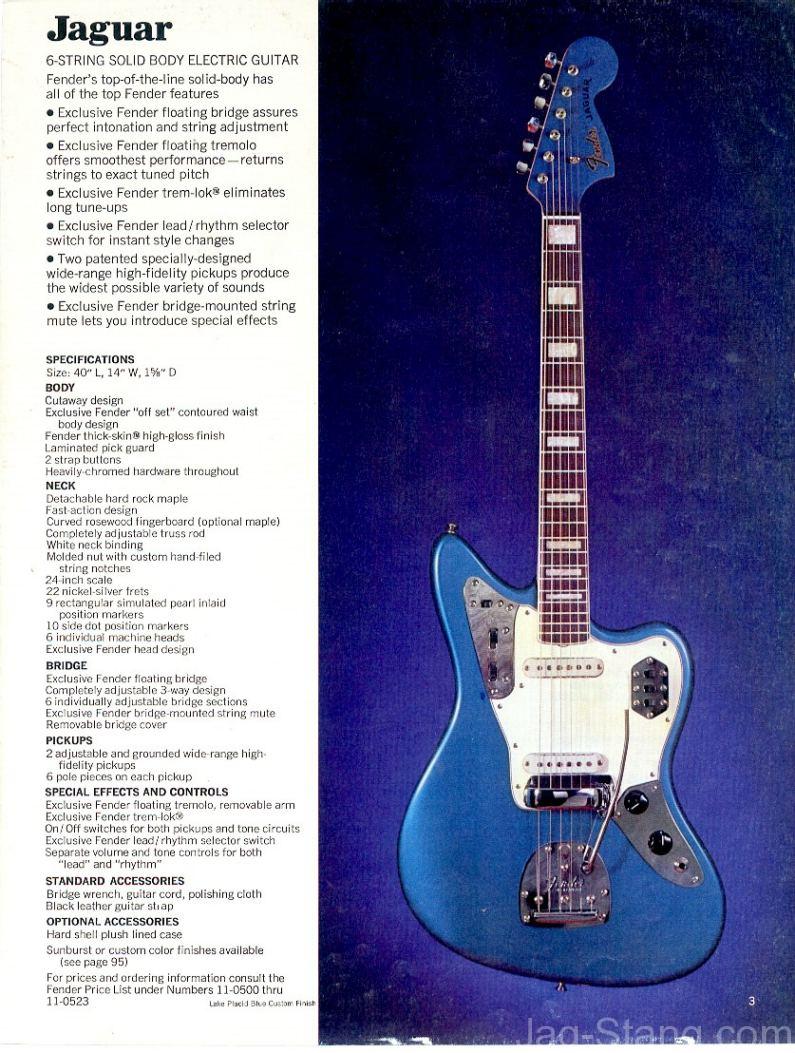 Jaguar
6-STRING SOLID BODY ELECTRIC GUITAR
Fender's top-of-the-line solid-body has
all of the top Fender features
● Exclusive Fender floating bridge assures
perfect intonation and string adjustment
● Exclusive Fender floating tremolo
offers smoothest performance—returns
strings to exact tuned pitch
● Exclusive Fender trem-lok® eliminates
long tune-ups
● Exclusive Fender lead/rhythm selector
switch for instant style changes
● Two patented specially-designed
wide-range high-fidelity pickups produce
the widest possible variety of sounds
● Exclusive Fender bridge-mounted string
mute lets you introduce special effects
SPECIFICATIONS
Size: 40" L, 14" W, 1⅝" D
BODY
Cutaway design
Exclusive Fender "off set" contoured waist
body design
Fender thick-skin® high-gloss finish
Laminated pick guard
2 strap buttons
Heavily-chromed hardware throughout
NECK
Detachable hard rock maple
Fast-action design
Curved rosewood fingerboard (optional maple)
Completely adjustable truss rod
White neck binding
Molded nut with custom hand-filed
string notches
24-inch scale
22 nickel-silver frets
9 rectangular simulated pearl inlaid
position markers
10 side dot position markers
6 individual machine heads
Exclusive Fender head design
BRIDGE
Exclusive Fender floating bridge
Completely adjustable 3-way design
6 individually adjustable bridge sections
Exclusive Fender bridge-mounted string mute
Removable bridge cover
PICKUPS
2 adjustable and grounded wide-range high-
fidelity pickups
6 pole pieces on each pickup
SPECIAL EFFECTS AND CONTROLS
Exclusive Fender floating tremolo, removable arm
Exclusive Fender trem-lok®
On/Off switches for both pickups and tone circuits
Exclusive Fender lead/rhythm selector switch
Separate volume and tone controls for both
"lead" and "rhythm"
STANDARD ACCESSORIES
Bridge wrench, guitar cord, polishing cloth
Black leather guitar strap
OPTIONAL ACCESSORIES
Hard shell plush lined case
Sunburst or custom color finishes available
(see page 95)
For prices and ordering information consult the
Fender Price List under Numbers 11-0500 thru
11-0523
Lake Placid Blue Custom Finish
Fender JAGUAR
Fender
3
Jag-Stang.com